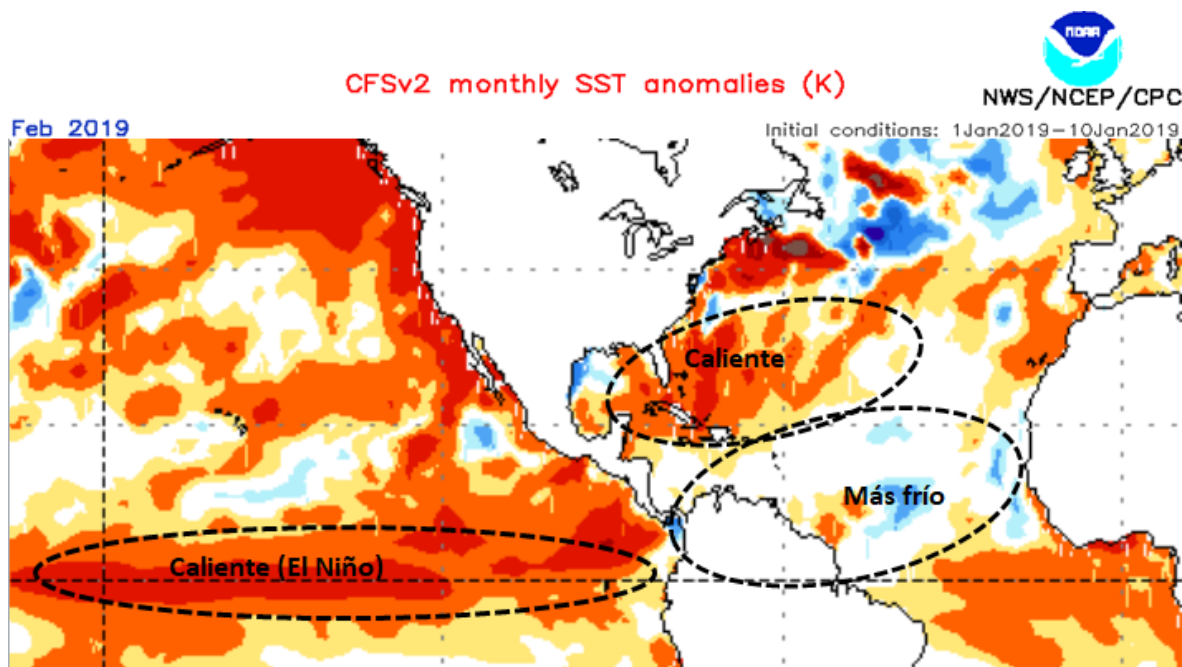 NOAA
CFSv2 monthly SST anomalies (K)
NWS/NCEP/CPC
Feb 2019
Initial conditions: 1Jan2019-10Jan2019
Caliente
Más frío
Caliente (El Niño)